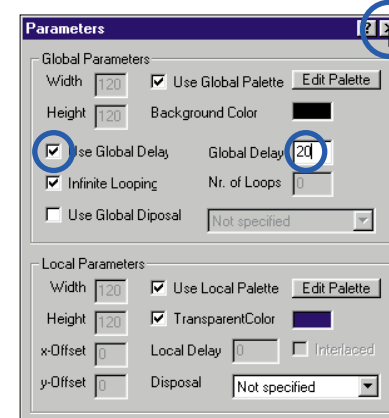 Parameters
Global Parameters
Width 120 Use Global Palette Edit Palette
Height 120 Background Color
Use Global Delay Global Delay 20
Infinite Looping Nr. of Loops 0
Use Global Diposal Not specified
Local Parameters
Width 120 Use Local Palette Edit Palette
Height 120 TransparentColor
x-Offset 0 Local Delay 0 Interlaced
y-Offset 0 Disposal Not specified